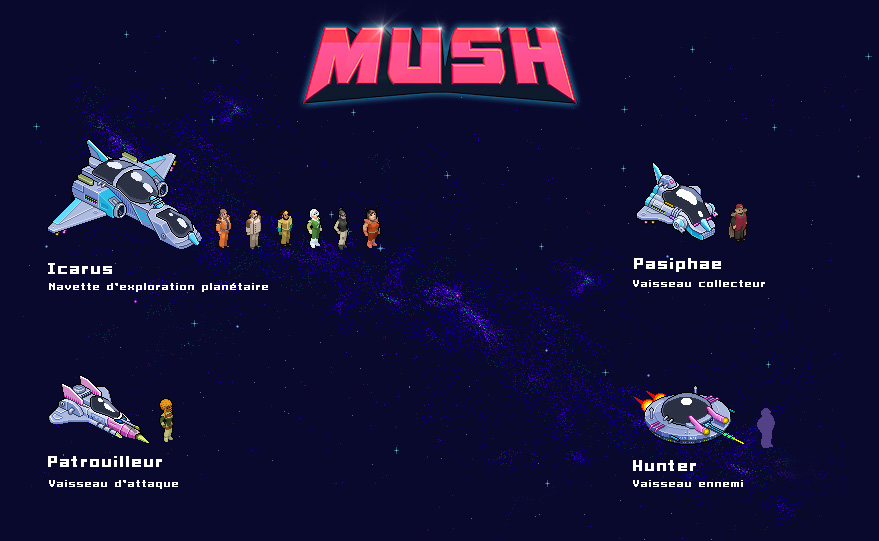 MUSH
Icarus
Navette d'exploration planétaire
Pasiphae
Vaisseau collecteur
Patrouilleur
Vaisseau d'attaque
Hunter
Vaisseau ennemi